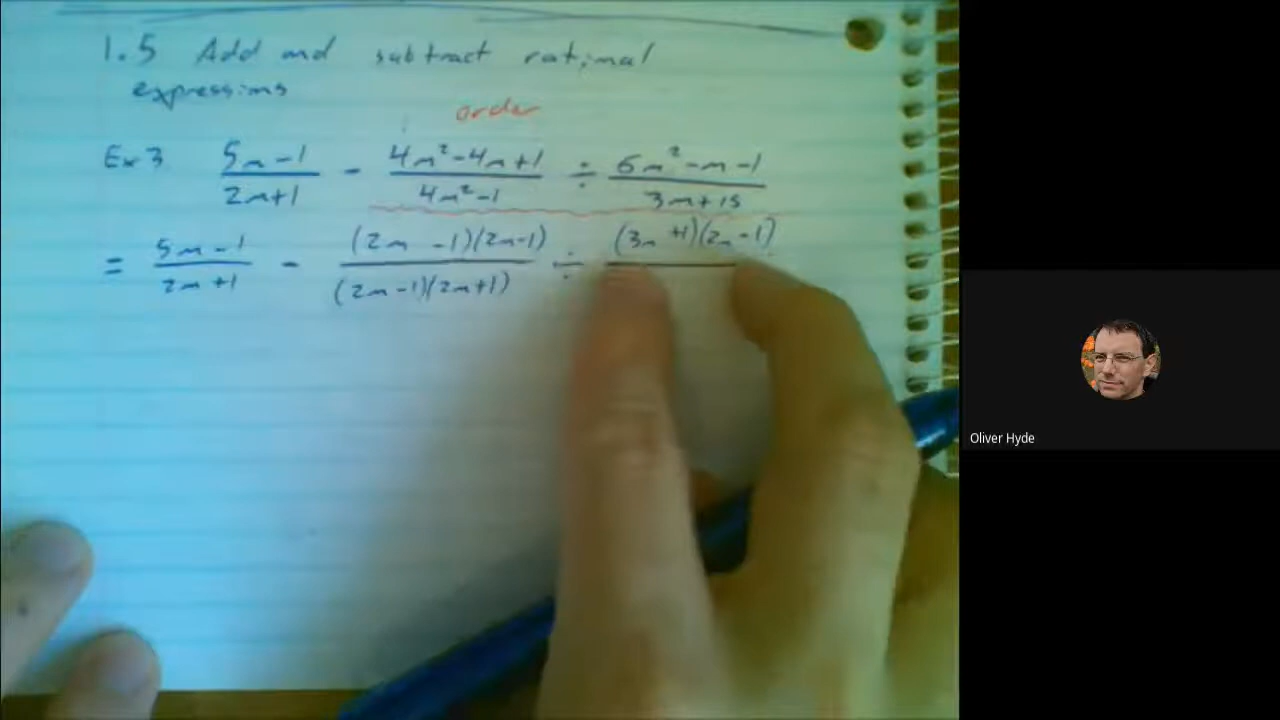 1.5 Add and subtract rational
expressions
order
Ex 3 (5m-1)/(2m+1) - (4m²-4m+1)/(4m²-1) ÷ (6m²-m-1)/(3m+15)
= (5m-1)/(2m+1) - ((2m-1)(2m-1))/((2m-1)(2m+1)) ÷ (3m+1)(2m-1)
Oliver Hyde